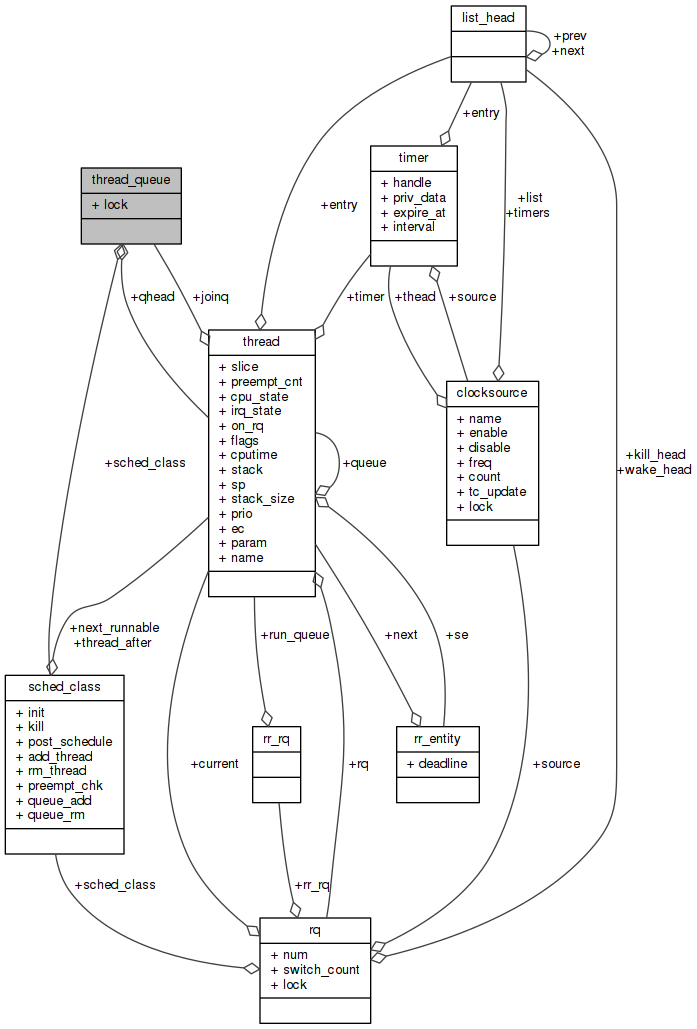 list_head
+prev
+next
+entry
timer
+ handle
+ priv_data
+ expire_at
+ interval
thread_queue
+ lock
+entry
+list
+timers
+qhead
+joinq
+timer
+thead
+source
thread
+ slice
+ preempt_cnt
+ cpu_state
+ irq_state
+ on_rq
+ flags
+ cputime
+ stack
+ sp
+ stack_size
+ prio
+ ec
+ param
+ name
clocksource
+ name
+ enable
+ disable
+ freq
+ count
+ tc_update
+ lock
+sched_class
+queue
+kill_head
+wake_head
+next_runnable
+thread_after
+run_queue
+next
+se
sched_class
+ init
+ kill
+ post_schedule
+ add_thread
+ rm_thread
+ preempt_chk
+ queue_add
+ queue_rm
rr_rq
rr_entity
+ deadline
+current
+rq
+source
+sched_class
+rr_rq
rq
+ num
+ switch_count
+ lock